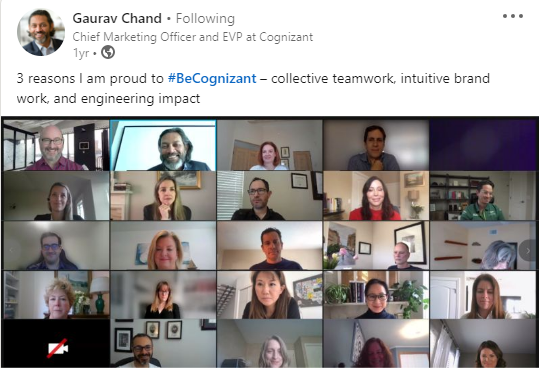 Gaurav Chand • Following
Chief Marketing Officer and EVP at Cognizant
1yr •
3 reasons I am proud to #BeCognizant – collective teamwork, intuitive brand
work, and engineering impact